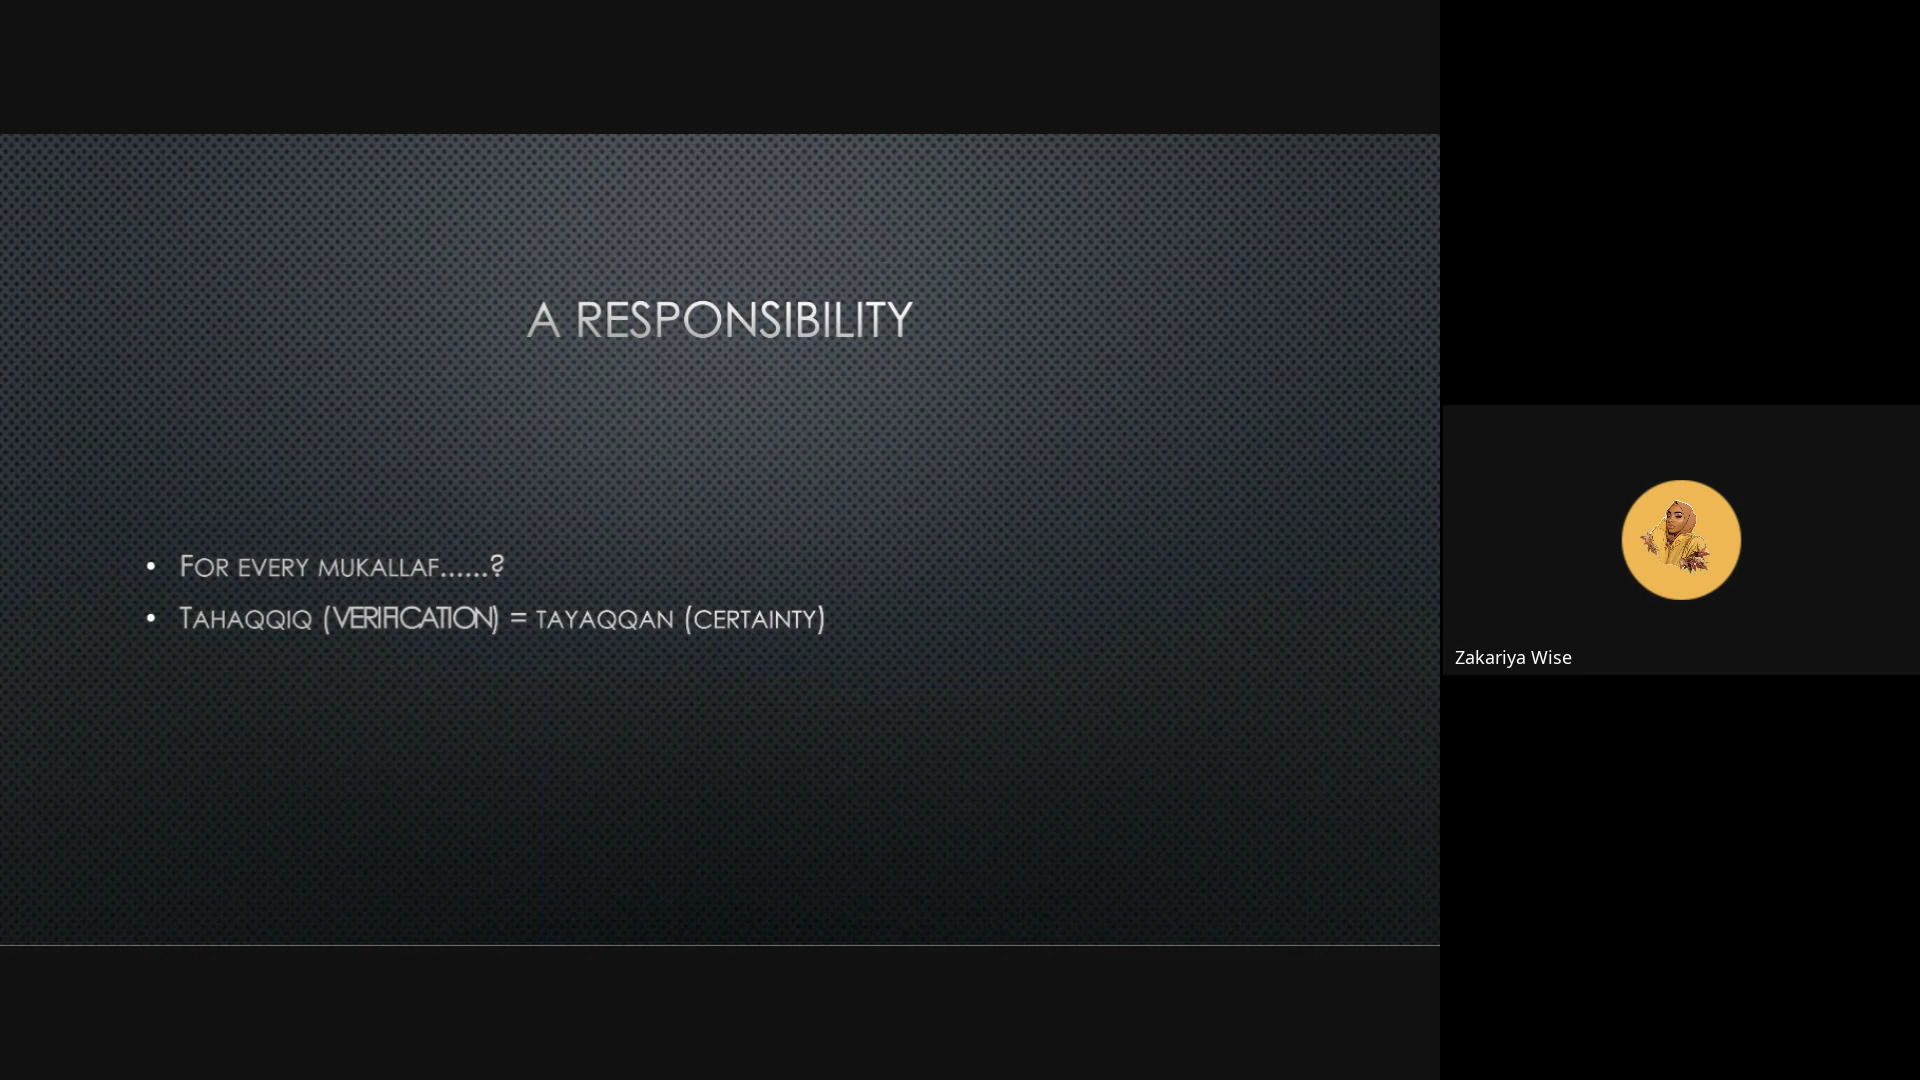 A RESPONSIBILITY
• FOR EVERY MUKALLAF......?
• TAHAQQIQ (VERIFICATION) = TAYAQQAN (CERTAINTY)
Zakariya Wise